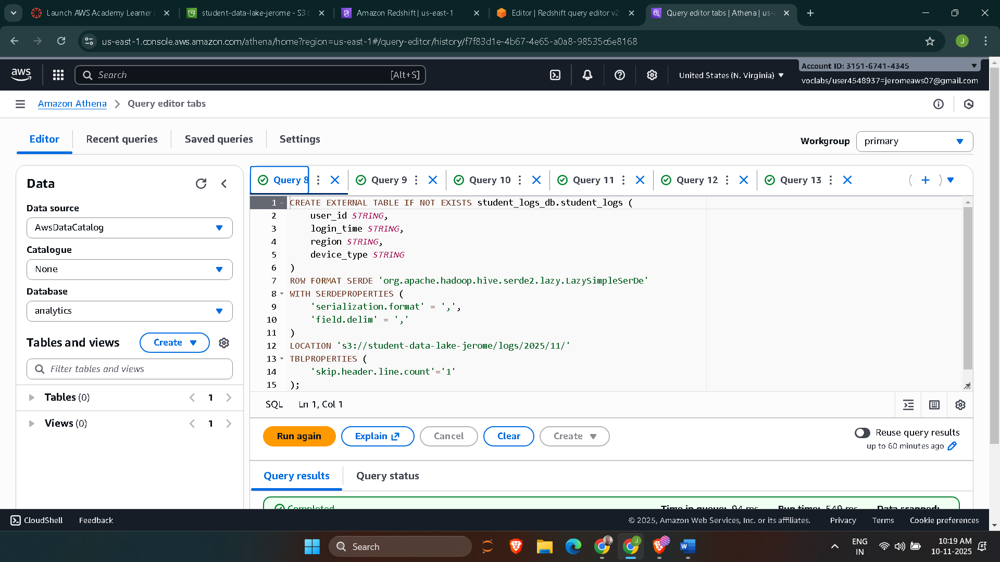 Launch AWS Academy Learner
student-data-lake-jerome - S3 b
Amazon Redshift | us-east-1
Editor | Redshift query editor v2
Query editor tabs | Athena | us-e
us-east-1.console.aws.amazon.com/athena/home?region=us-east-1#/query-editor/history/f7f83d1e-4b67-4e65-a0a8-98535c6e8168
J
aws
Search
[Alt+S]
United States (N. Virginia)
Account ID: 3151-6741-4345
voclabs/user4548937=jeromeaws07@gmail.com
Amazon Athena
Query editor tabs
Editor
Recent queries
Saved queries
Settings
Workgroup
primary
Data
Data source
AwsDataCatalog
Catalogue
None
Database
analytics
Tables and views
Create
Filter tables and views
Tables (0)
1
Views (0)
1
Query 8
Query 9
Query 10
Query 11
Query 12
Query 13
1 CREATE EXTERNAL TABLE IF NOT EXISTS student_logs_db.student_logs (
2 user_id STRING,
3 login_time STRING,
4 region STRING,
5 device_type STRING
6 )
7 ROW FORMAT SERDE 'org.apache.hadoop.hive.serde2.lazy.LazySimpleSerDe'
8 WITH SERDEPROPERTIES (
9 'serialization.format' = ',',
10 'field.delim' = ','
11 )
12 LOCATION 's3://student-data-lake-jerome/logs/2025/11/'
13 TBLPROPERTIES (
14 'skip.header.line.count'='1'
15 );
SQL
Ln 1, Col 1
Run again
Explain
Cancel
Clear
Create
Reuse query results
up to 60 minutes ago
Query results
Query status
Completed
Time in queue: 94 ms
Run time: 549 ms
Data scanned:
CloudShell
Feedback
© 2025, Amazon Web Services, Inc. or its affiliates.
Privacy
Terms
Cookie preferences
Search
ENG
IN
10:19 AM
10-11-2025